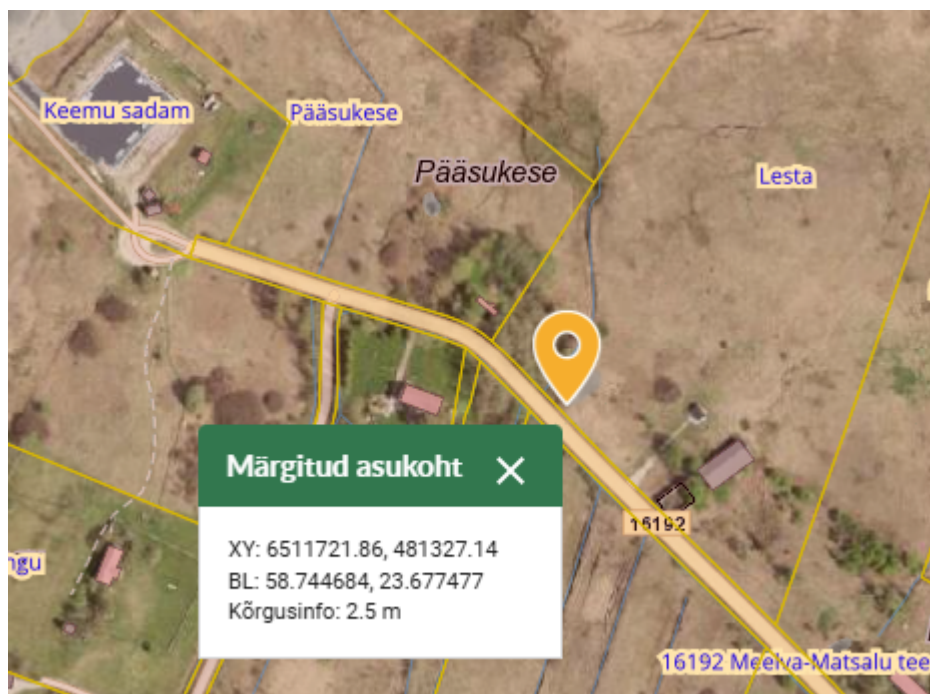 Keemu sadam
Pääsukese
Pääsukese
Lesta
Märgitud asukoht
XY: 6511721.86, 481327.14
BL: 58.744684, 23.677477
Kõrgusinfo: 2.5 m
16192
ngu
16192 Meelva-Matsalu tee